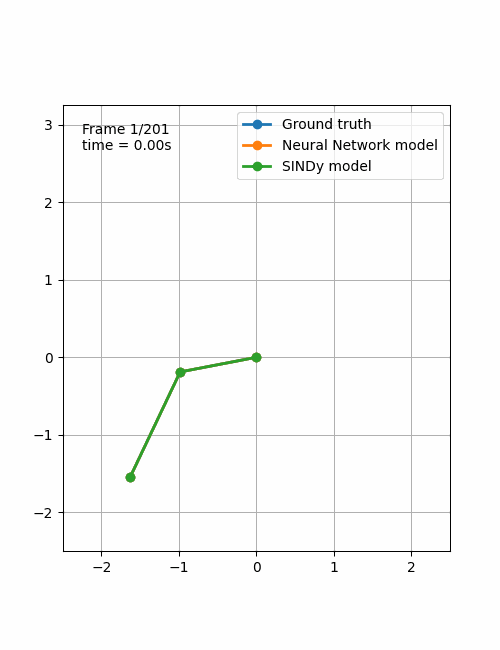 Frame 1/201
time = 0.00s
Ground truth
Neural Network model
SINDy model
3
2
1
0
−1
−2
−2
−1
0
1
2